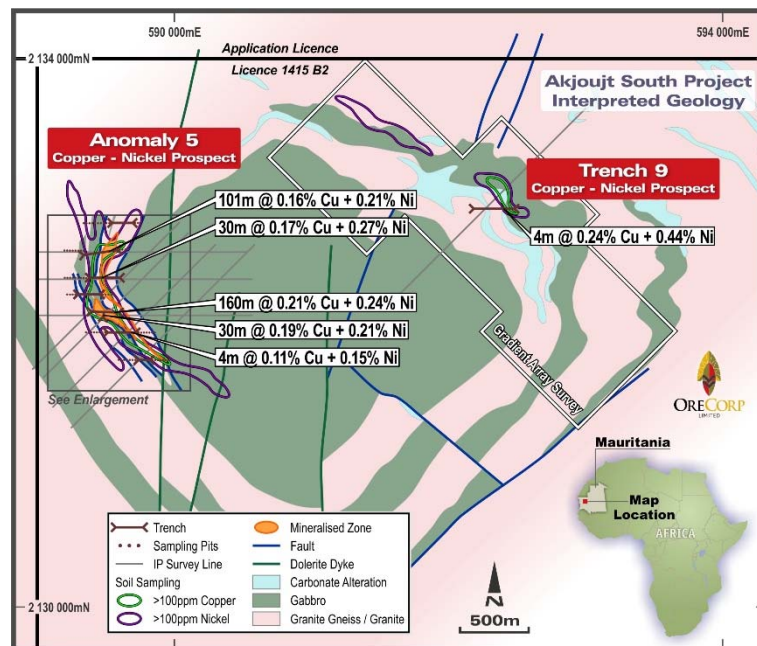 590 000mE
594 000mE
2 134 000mN
Application Licence
Licence 1415 B2
Akjoujt South Project
Interpreted Geology
Anomaly 5
Copper - Nickel Prospect
Trench 9
Copper - Nickel Prospect
101m @ 0.16% Cu + 0.21% Ni
30m @ 0.17% Cu + 0.27% Ni
4m @ 0.24% Cu + 0.44% Ni
160m @ 0.21% Cu + 0.24% Ni
30m @ 0.19% Cu + 0.21% Ni
4m @ 0.11% Cu + 0.15% Ni
Gradient Array Survey
See Enlargement
ORECORP
LIMITED
Mauritania
Map
Location
AFRICA
Trench
Sampling Pits
IP Survey Line
Soil Sampling
>100ppm Copper
>100ppm Nickel
Mineralised Zone
Fault
Dolerite Dyke
Carbonate Alteration
Gabbro
Granite Gneiss / Granite
N
500m
2 130 000mN